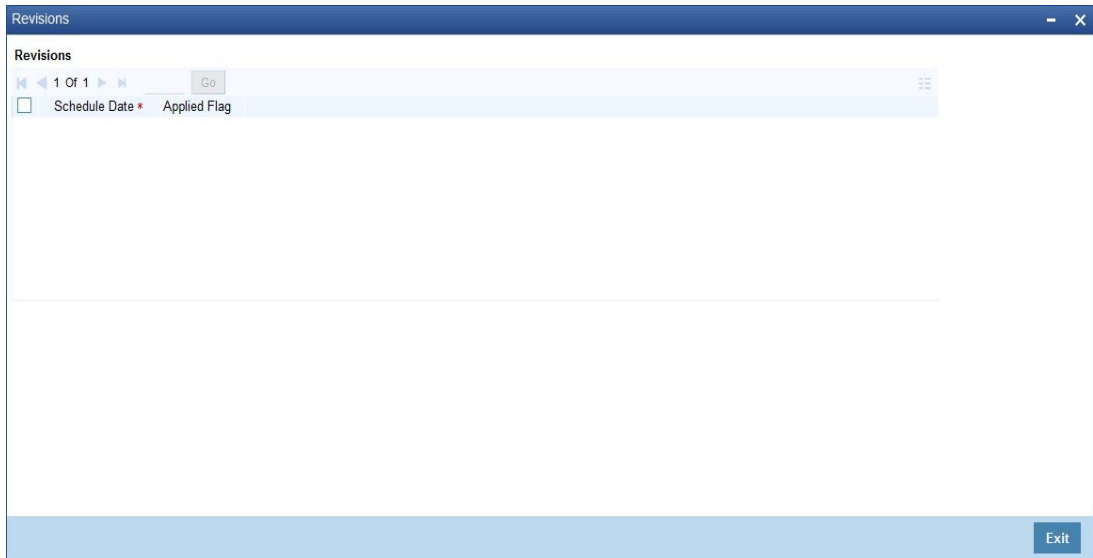 Revisions
Revisions
1 Of 1 Go
Schedule Date * Applied Flag
Exit